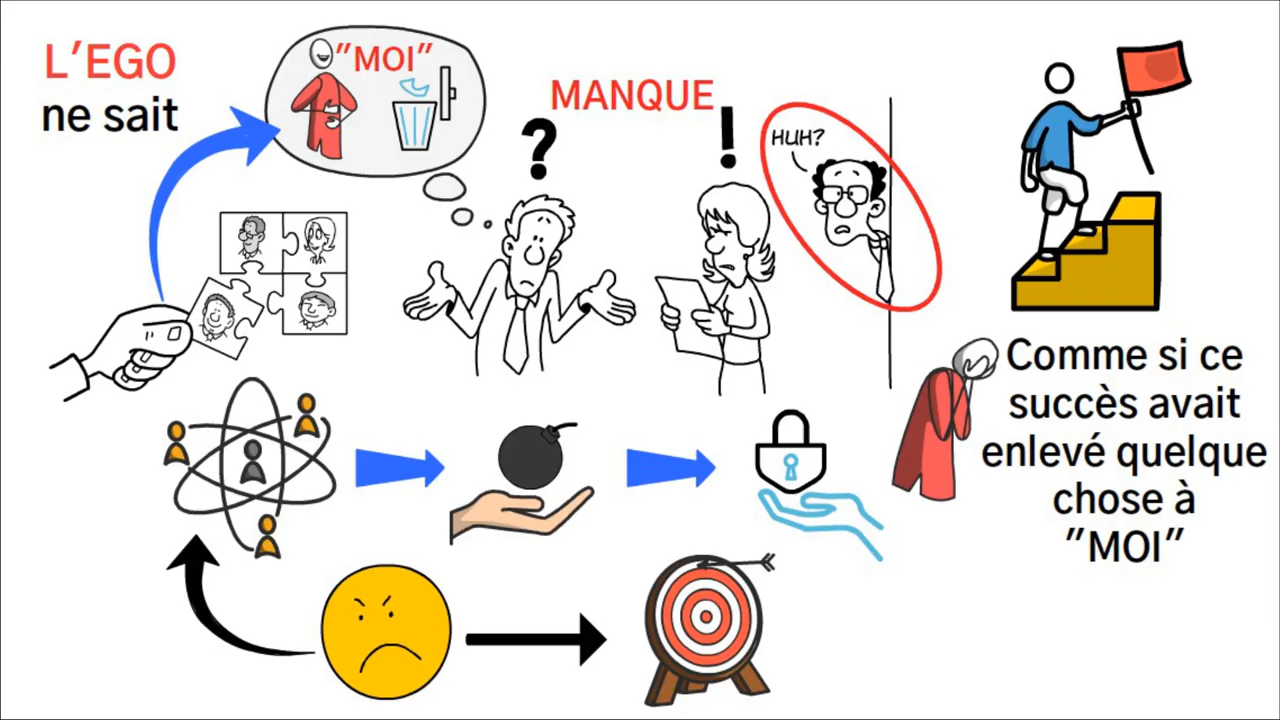 L'EGO
ne sait
"MOI"
MANQUE
?
!
HUH?
Comme si ce
succès avait
enlevé quelque
chose à
"MOI"